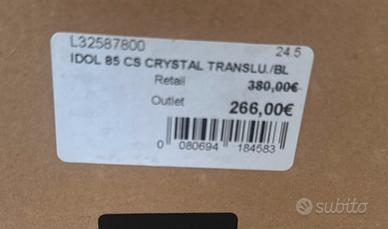 L32587800 24.5
IDOL 85 CS CRYSTAL TRANSLU./BL
Retail 380,00€
Outlet 266,00€
0 080694 184583
subito